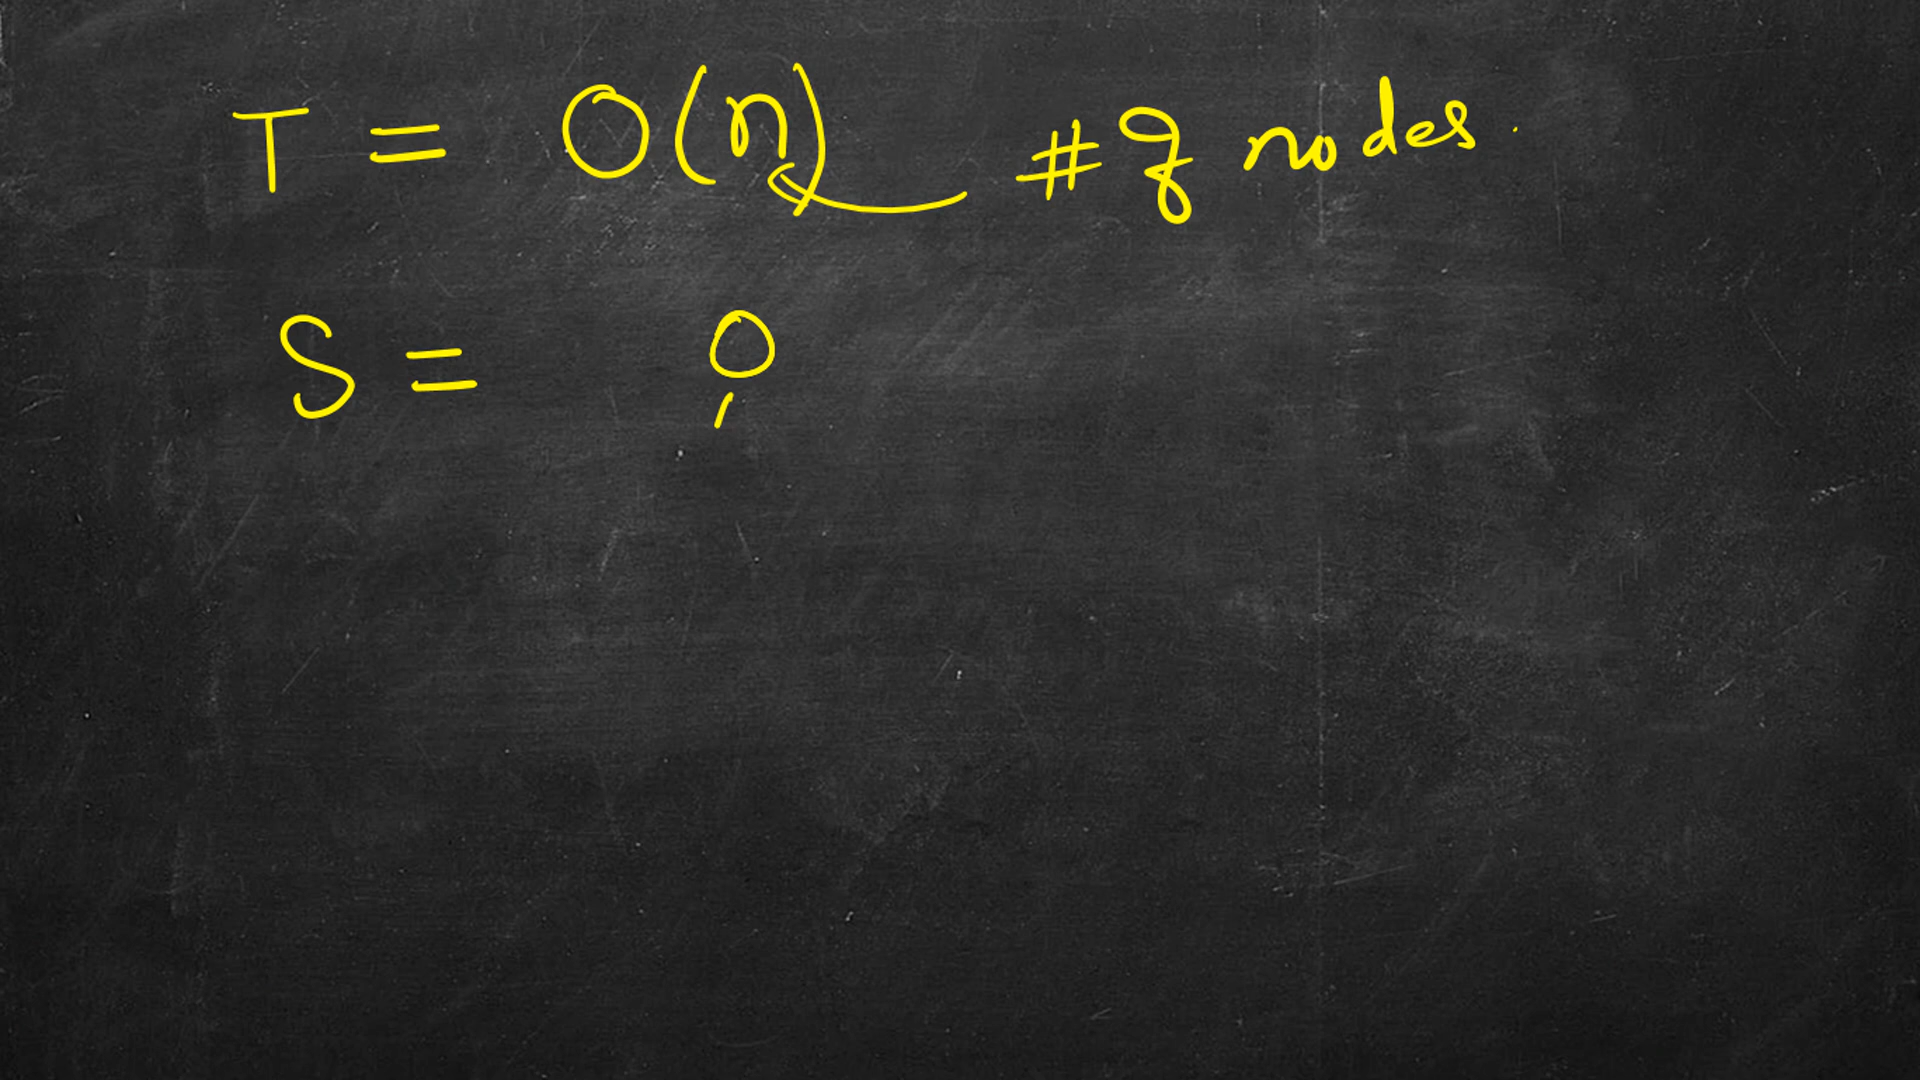 T = O(n) # of nodes.
S =